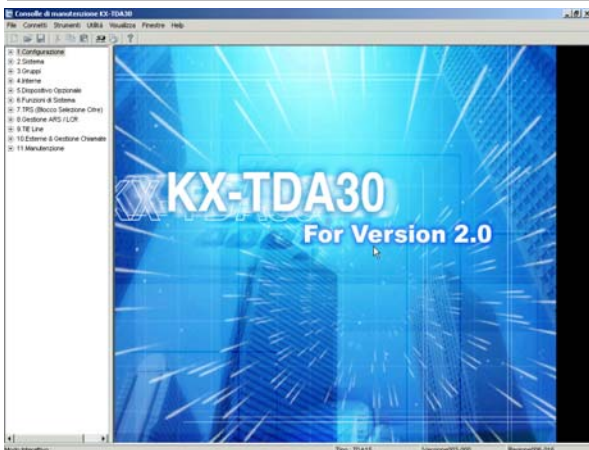 Consolle di manutenzione KX-TDA30
File Connetti Strumenti Utilità Visualizza Finestre Help
1.Configurazione
2.Sistema
3.Gruppi
4.Interne
5.Dispositivo Opzionale
6.Funzioni di Sistema
7.TRS (Blocco Selezione Cifre)
8.Gestione ARS / LCR
9.TIE Line
10.Esterne & Gestione Chiamate
11.Manutenzione
KX-TDA30
For Version 2.0